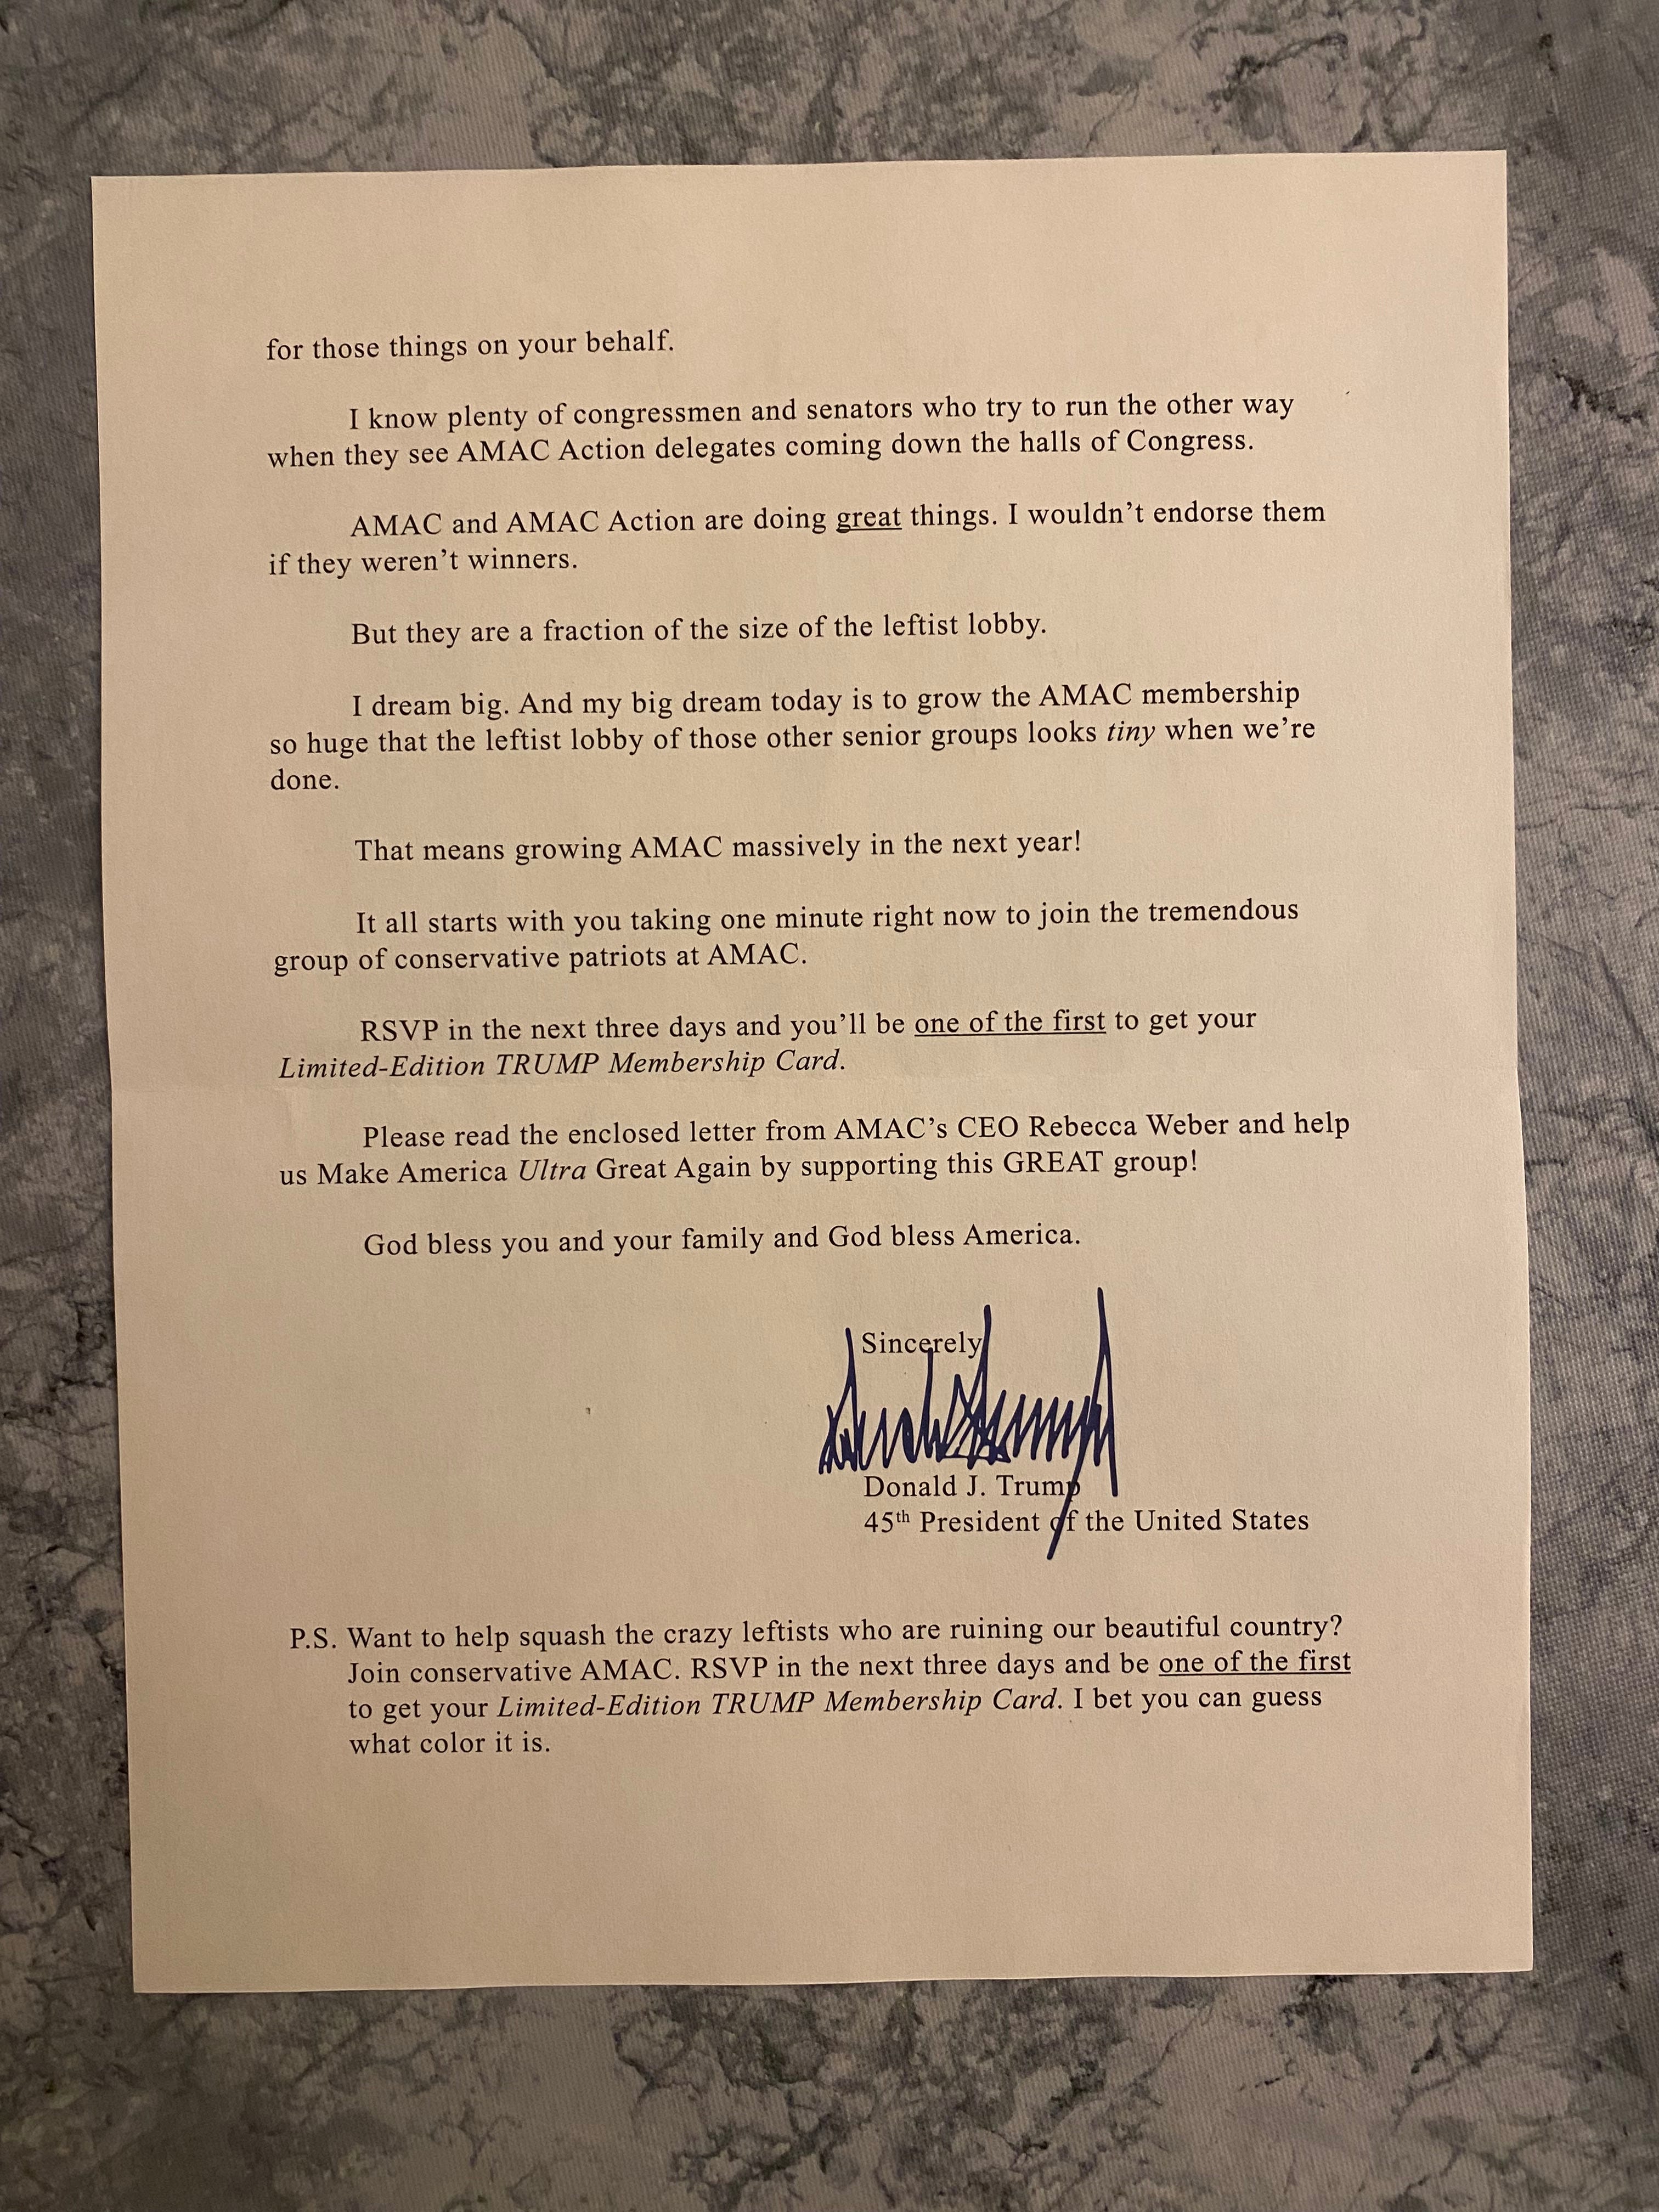 for those things on your behalf.
I know plenty of congressmen and senators who try to run the other way
when they see AMAC Action delegates coming down the halls of Congress.
AMAC and AMAC Action are doing great things. I wouldn’t endorse them
if they weren’t winners.
But they are a fraction of the size of the leftist lobby.
I dream big. And my big dream today is to grow the AMAC membership
so huge that the leftist lobby of those other senior groups looks tiny when we’re
done.
That means growing AMAC massively in the next year!
It all starts with you taking one minute right now to join the tremendous
group of conservative patriots at AMAC.
RSVP in the next three days and you’ll be one of the first to get your
Limited-Edition TRUMP Membership Card.
Please read the enclosed letter from AMAC’s CEO Rebecca Weber and help
us Make America Ultra Great Again by supporting this GREAT group!
God bless you and your family and God bless America.
Sincerely
Donald Trump
Donald J. Trump
45th President of the United States
P.S. Want to help squash the crazy leftists who are ruining our beautiful country?
Join conservative AMAC. RSVP in the next three days and be one of the first
to get your Limited-Edition TRUMP Membership Card. I bet you can guess
what color it is.